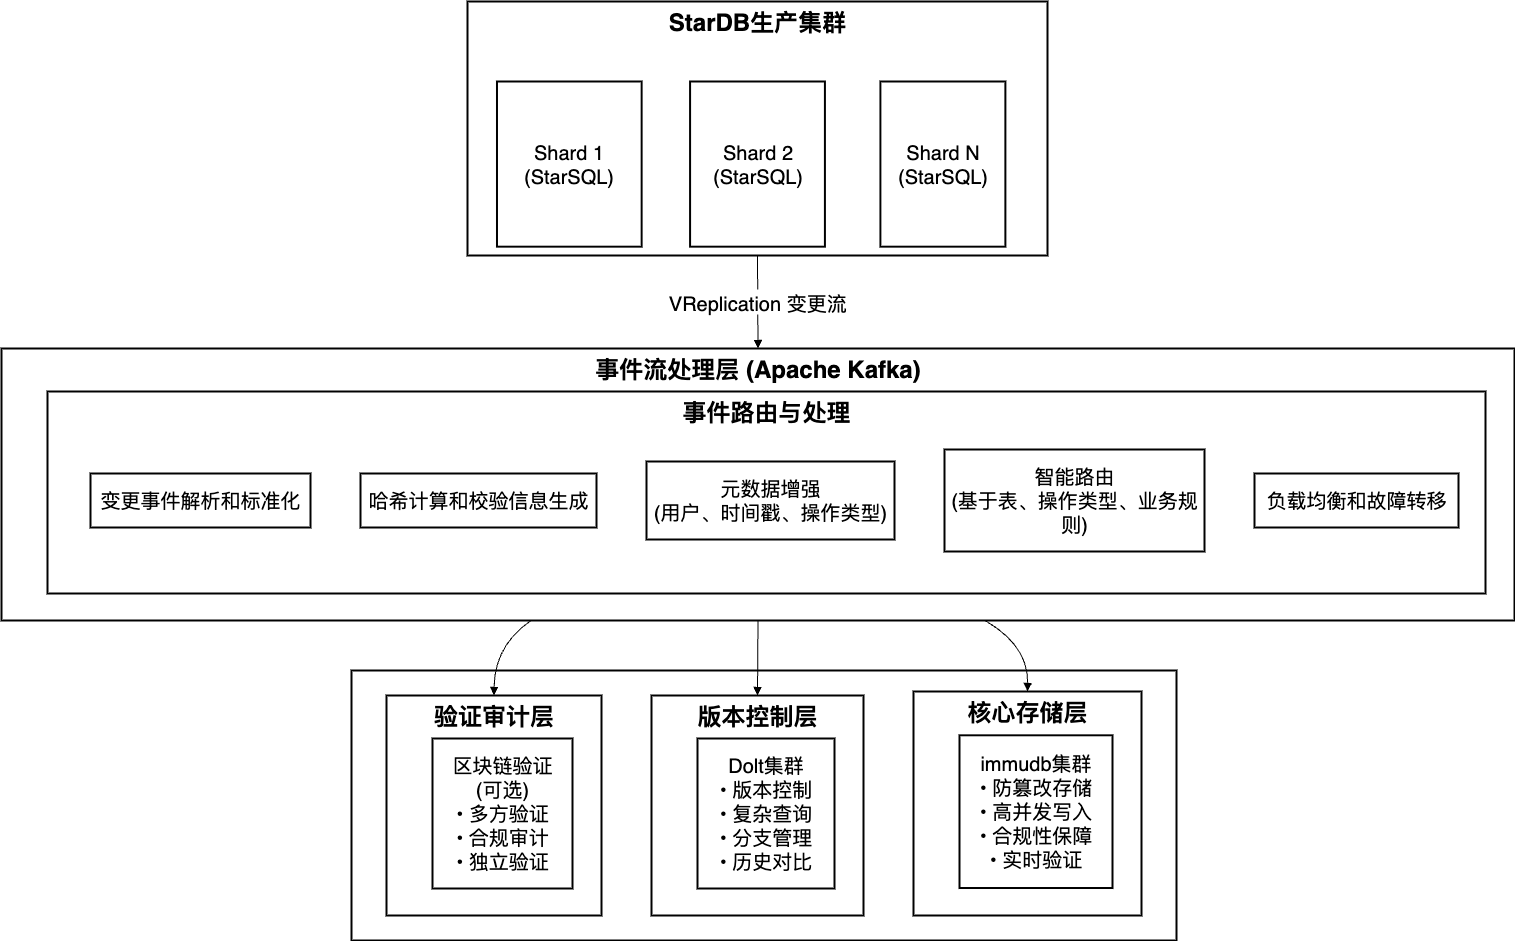 StarDB生产集群
Shard 1
(StarSQL)
Shard 2
(StarSQL)
Shard N
(StarSQL)
VReplication 变更流
事件流处理层 (Apache Kafka)
事件路由与处理
变更事件解析和标准化
哈希计算和校验信息生成
元数据增强
(用户、时间戳、操作类型)
智能路由
(基于表、操作类型、业务规
则)
负载均衡和故障转移
验证审计层
区块链验证
(可选)
• 多方验证
• 合规审计
• 独立验证
版本控制层
Dolt集群
• 版本控制
• 复杂查询
• 分支管理
• 历史对比
核心存储层
immudb集群
• 防篡改存储
• 高并发写入
• 合规性保障
• 实时验证